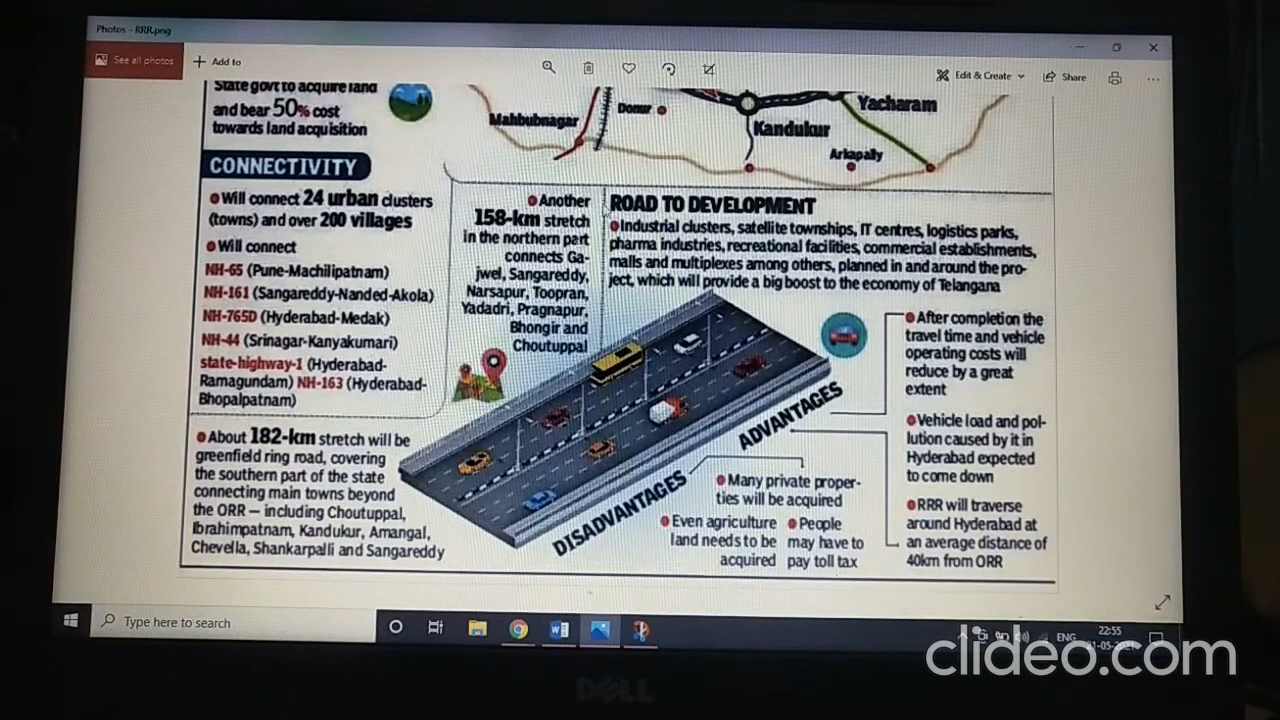 Photos - RRR.png
See all photos
Add to
Edit & Create
Share
State govt to acquire land
and bear 50% cost
towards land acquisition
Mahbubnagar
Kandukur
Yacharam
Arkapally
CONNECTIVITY
Will connect 24 urban clusters
(towns) and over 200 villages
Will connect
NH-65 (Pune-Machilipatnam)
NH-161 (Sangareddy-Nanded-Akola)
NH-765D (Hyderabad-Medak)
NH-44 (Srinagar-Kanyakumari)
state-highway-1 (Hyderabad-
Ramagundam) NH-163 (Hyderabad-
Bhopalpatnam)
About 182-km stretch will be
greenfield ring road, covering
the southern part of the state
connecting main towns beyond
the ORR — including Choutuppal,
Ibrahimpatnam, Kandukur, Amangal,
Chevella, Shankarpalli and Sangareddy
Another
158-km stretch
in the northern part
connects Ga-
jwel, Sangareddy,
Narsapur, Toopran,
Yadadri, Pragnapur,
Bhongir and
Choutuppal
ROAD TO DEVELOPMENT
Industrial clusters, satellite townships, IT centres, logistics parks,
pharma industries, recreational facilities, commercial establishments,
malls and multiplexes among others, planned in and around the pro-
ject, which will provide a big boost to the economy of Telangana
ADVANTAGES
After completion the
travel time and vehicle
operating costs will
reduce by a great
extent
Vehicle load and pol-
lution caused by it in
Hyderabad expected
to come down
RRR will traverse
around Hyderabad at
an average distance of
40km from ORR
DISADVANTAGES
Many private proper-
ties will be acquired
Even agriculture
land needs to be
acquired
People
may have to
pay toll tax
Type here to search
ENG
22:55
clideo.com
DELL